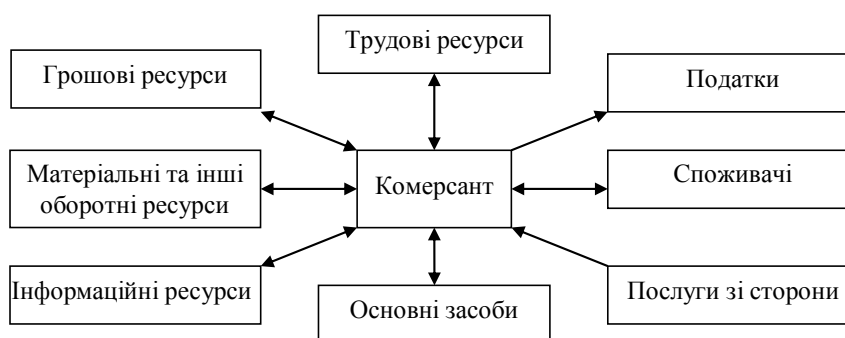 Трудові ресурси
Грошові ресурси
Податки
Матеріальні та інші
оборотні ресурси
Комерсант
Споживачі
Інформаційні ресурси
Основні засоби
Послуги зі сторони